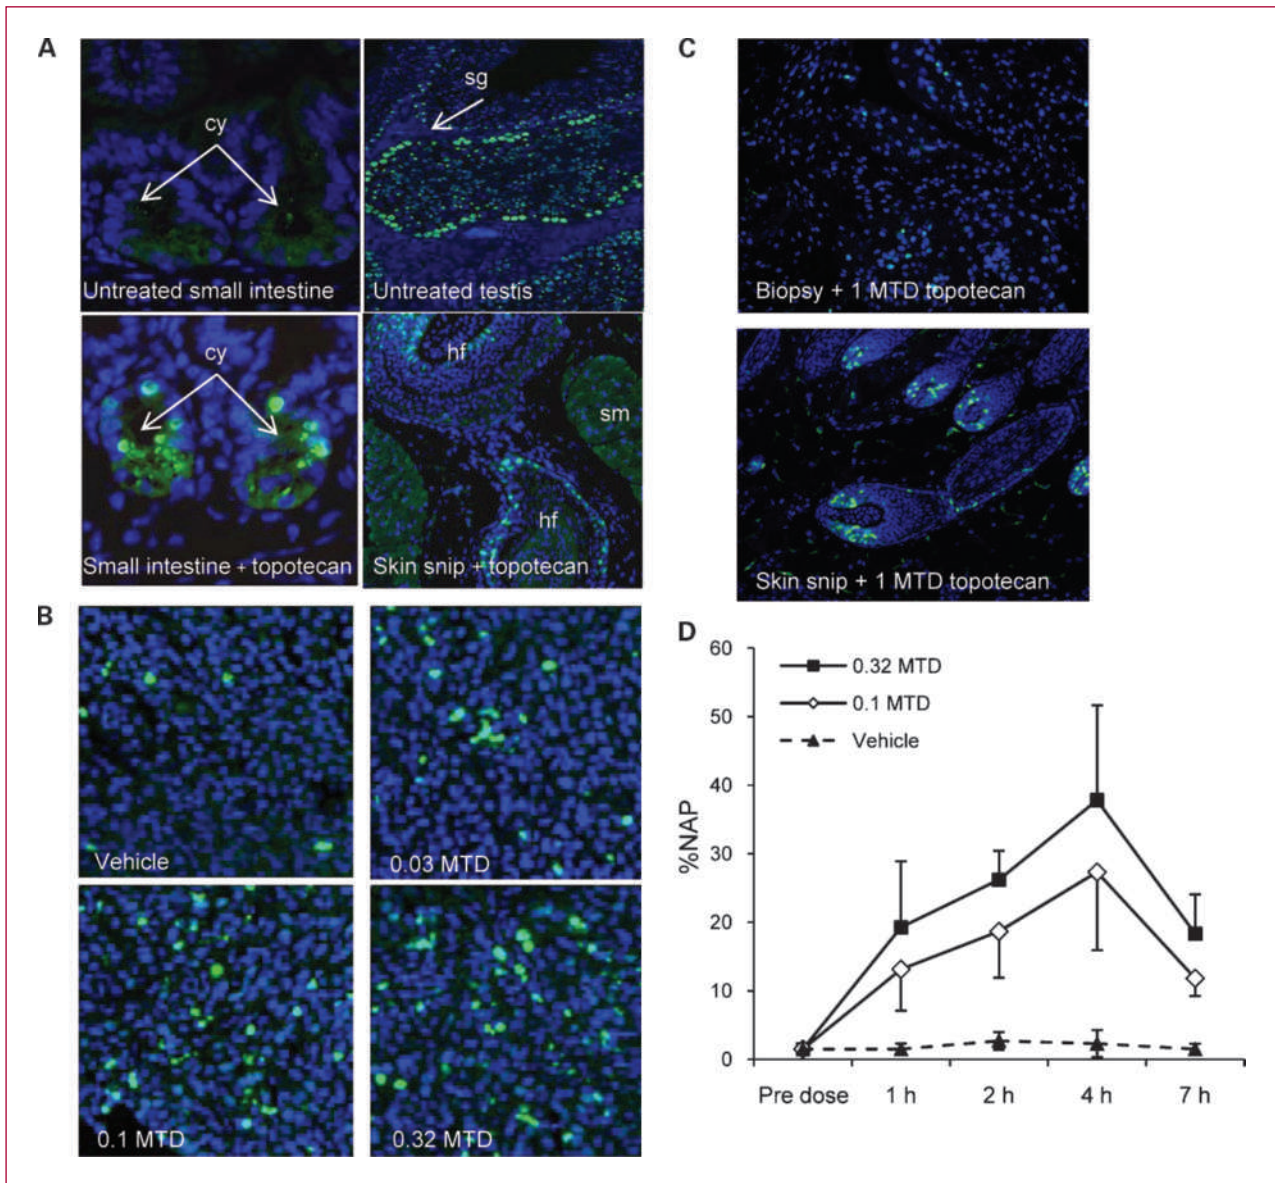 A
cy
Untreated small intestine
sg
Untreated testis
cy
Small intestine + topotecan
hf
sm
hf
Skin snip + topotecan
C
Biopsy + 1 MTD topotecan
Skin snip + 1 MTD topotecan
B
Vehicle
0.03 MTD
0.1 MTD
0.32 MTD
D
%NAP
60
50
40
30
20
10
0
0.32 MTD
0.1 MTD
Vehicle
Pre dose 1 h 2 h 4 h 7 h